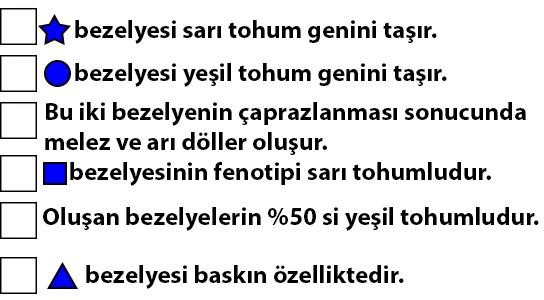 bezelyesi sarı tohum genini taşır.
bezelyesi yeşil tohum genini taşır.
Bu iki bezelyenin çaprazlanması sonucunda
melez ve arı döller oluşur.
bezelyesinin fenotipi sarı tohumludur.
Oluşan bezelyelerin %50 si yeşil tohumludur.
bezelyesi baskın özelliktedir.